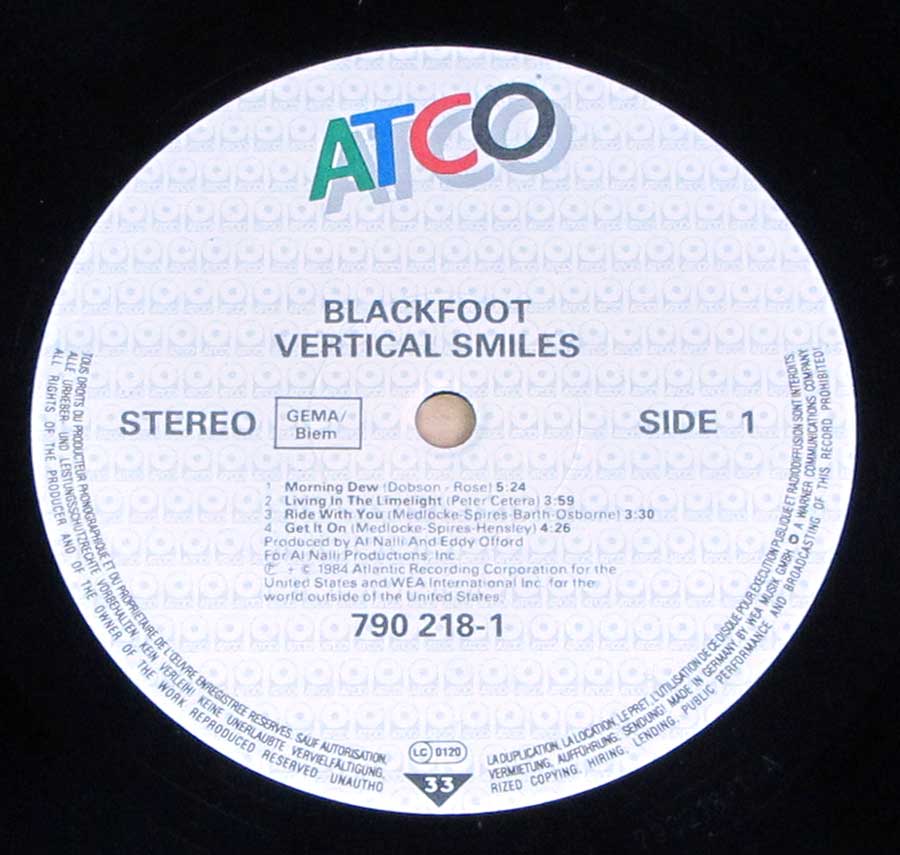 ATCO
BLACKFOOT
VERTICAL SMILES
STEREO
GEMA/
Biem
SIDE 1
1 Morning Dew (Dobson - Rose) 5:24
2 Living In The Limelight (Peter Cetera) 3:59
3 Ride With You (Medlocke-Spires-Barth-Osborne) 3:30
4. Get It On (Medlocke-Spires-Hensley) 4:26
Produced by Al Nalli And Eddy Offord
For Al Nalli Productions, Inc.
℗ + © 1984 Atlantic Recording Corporation for the
United States and WEA International Inc. for the
world outside of the United States.
790 218-1
TOUS DROITS DU PRODUCTEUR PHONOGRAPHIQUE ET DU PROPRIETAIRE DE L'ŒUVRE ENREGISTREE RESERVES. SAUF AUTORISATION, LA DUPLICATION, LA LOCATION, LE PRET, L'UTILISATION DE CE DISQUE POUR EXECUTION PUBLIQUE ET RADIODIFFUSION SONT INTERDITS.
ALLE URHEBER- UND LEISTUNGSSCHUTZRECHTE VORBEHALTEN. KEIN VERLEIH! KEINE UNERLAUBTE VERVIELFÄLTIGUNG, VERMIETUNG, AUFFÜHRUNG, SENDUNG! MADE IN GERMANY BY WEA MUSIK GMBH A WARNER COMMUNICATIONS COMPANY
ALL RIGHTS OF THE PRODUCER AND OF THE OWNER OF THE WORK REPRODUCED RESERVED. UNAUTHORIZED COPYING, HIRING, LENDING, PUBLIC PERFORMANCE AND BROADCASTING OF THIS RECORD PROHIBITED!
LC 0120
33